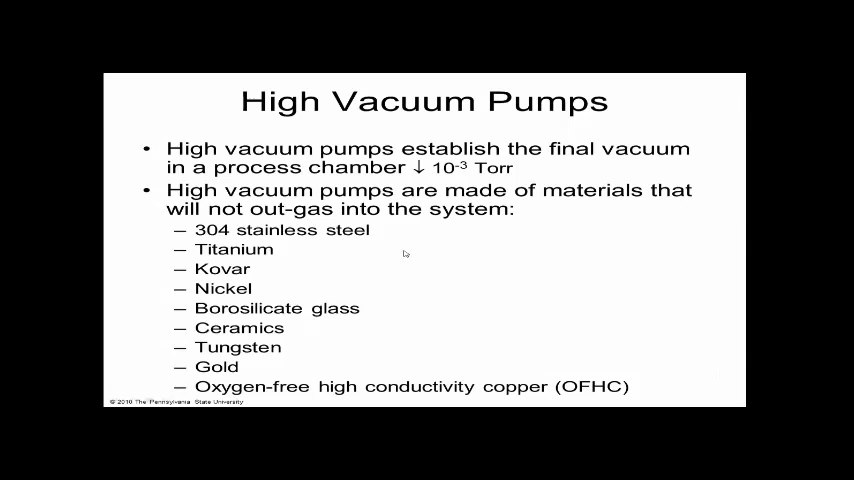 High Vacuum Pumps
• High vacuum pumps establish the final vacuum
in a process chamber ↓ 10⁻³ Torr
• High vacuum pumps are made of materials that
will not out-gas into the system:
– 304 stainless steel
– Titanium
– Kovar
– Nickel
– Borosilicate glass
– Ceramics
– Tungsten
– Gold
– Oxygen-free high conductivity copper (OFHC)
© 2010 The Pennsylvania State University